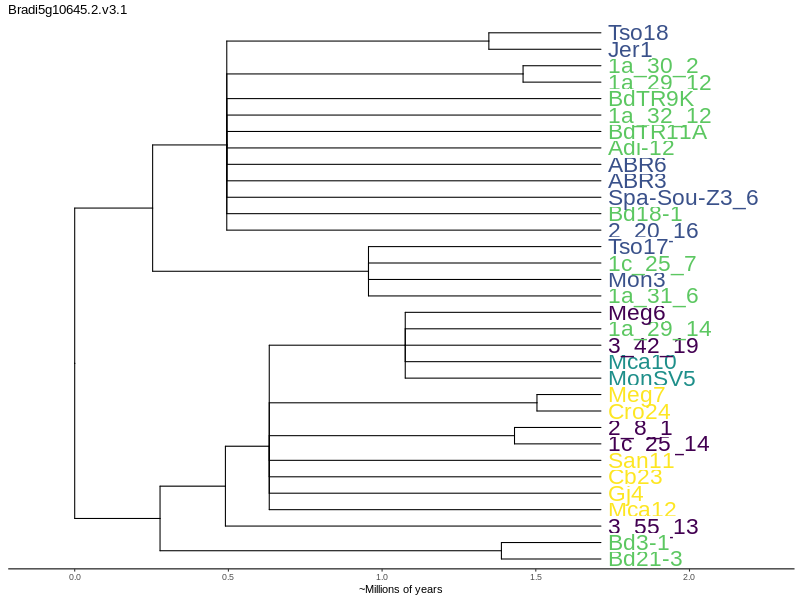 Bradi5g10645.2.v3.1
Tso18
Jer1
1a_30_2
1a_29_12
BdTR9K
1a_32_12
BdTR11A
Adi-12
ABR6
ABR3
Spa-Sou-Z3_6
Bd18-1
2_20_16
Tso17
1c_25_7
Mon3
1a_31_6
Meg6
1a_29_14
3_42_19
Mca10
MonSV5
Meg7
Cro24
2_8_1
1c_25_14
San11
Cb23
Gj4
Mca12
3_55_13
Bd3-1
Bd21-3
0.0 0.5 1.0 1.5 2.0
~Millions of years